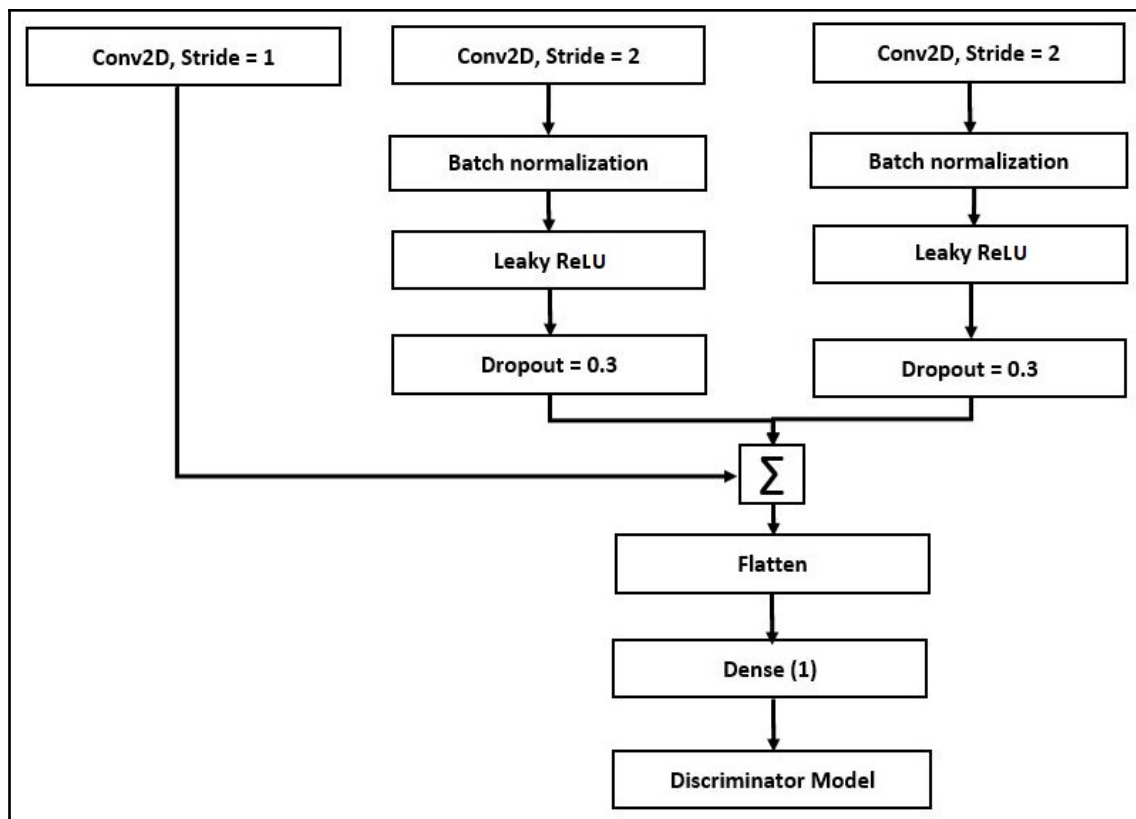 Conv2D, Stride = 1
Conv2D, Stride = 2
Conv2D, Stride = 2
Batch normalization
Batch normalization
Leaky ReLU
Leaky ReLU
Dropout = 0.3
Dropout = 0.3
Σ
Flatten
Dense (1)
Discriminator Model